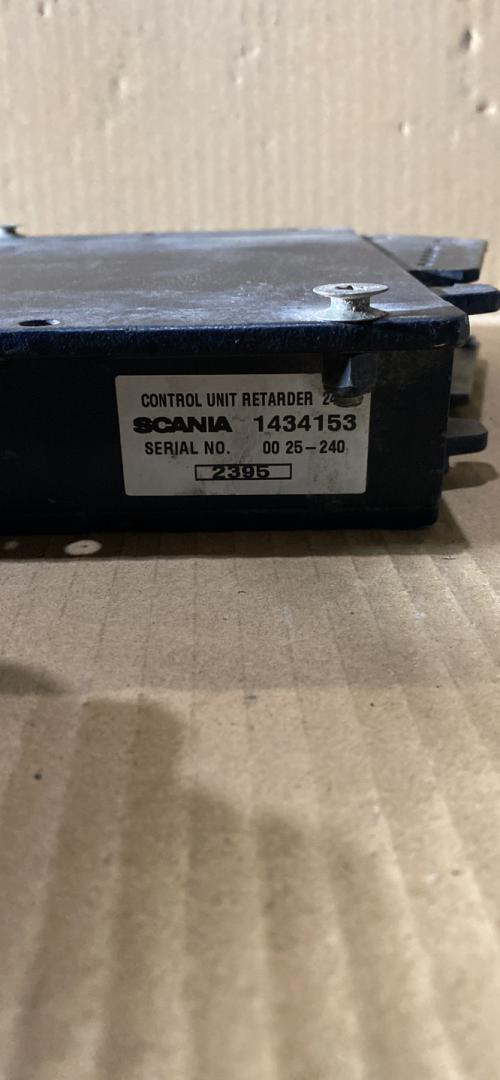 CONTROL UNIT RETARDER
SCANIA 1434153
SERIAL NO. 00 25-240
2395